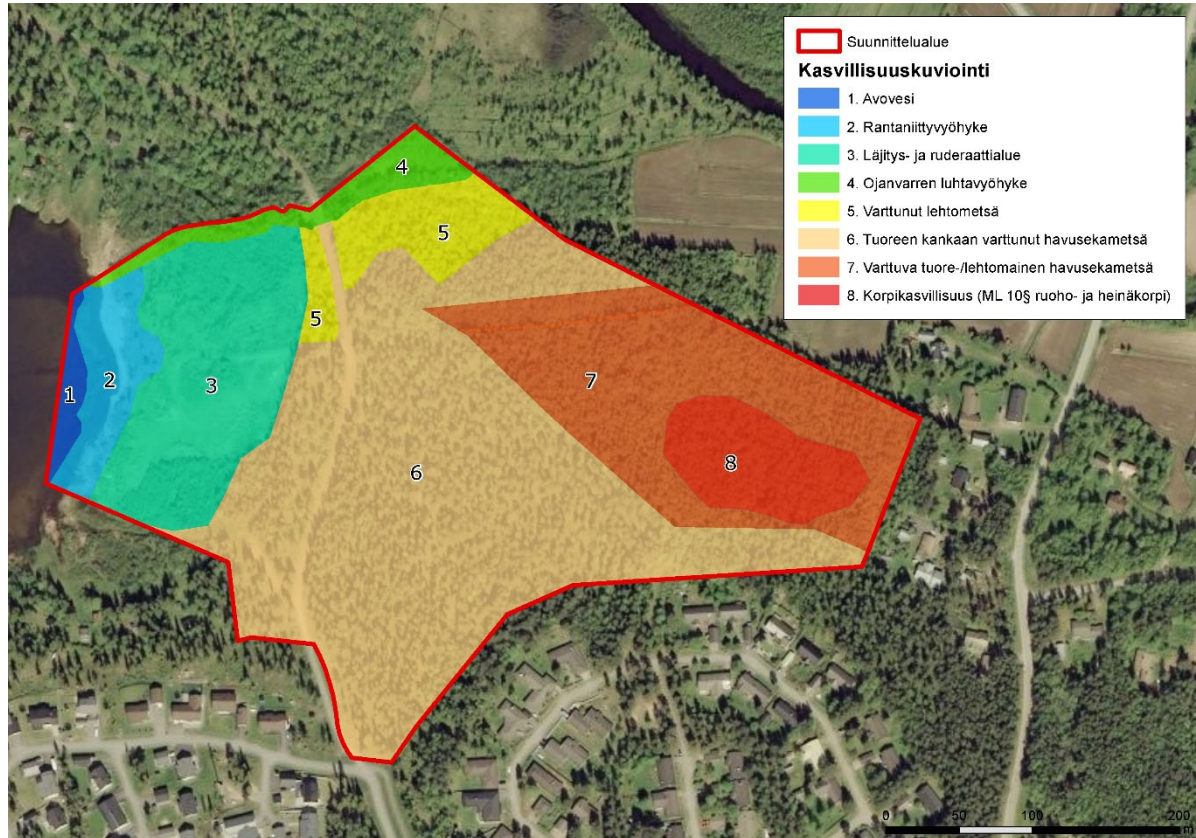 Suunnittelualue
Kasvillisuuskuviointi
1. Avovesi
2. Rantaniittyvyöhyke
3. Läjitys- ja ruderaattialue
4. Ojanvarren luhtavyöhyke
5. Varttunut lehtometsä
6. Tuoreen kankaan varttunut havusekametsä
7. Varttuva tuore-/lehtomainen havusekametsä
8. Korpikasvillisuus (ML 10§ ruoho- ja heinäkorpi)
4
5
5
1
2
3
7
6
8
0 50 100 200
m